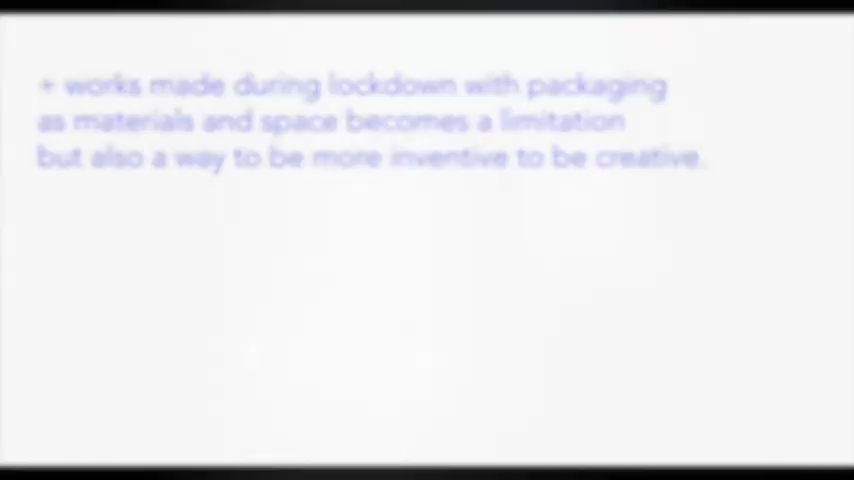 + works made during lockdown with packaging
as materials and space becomes a limitation
but also a way to be more inventive to be creative.